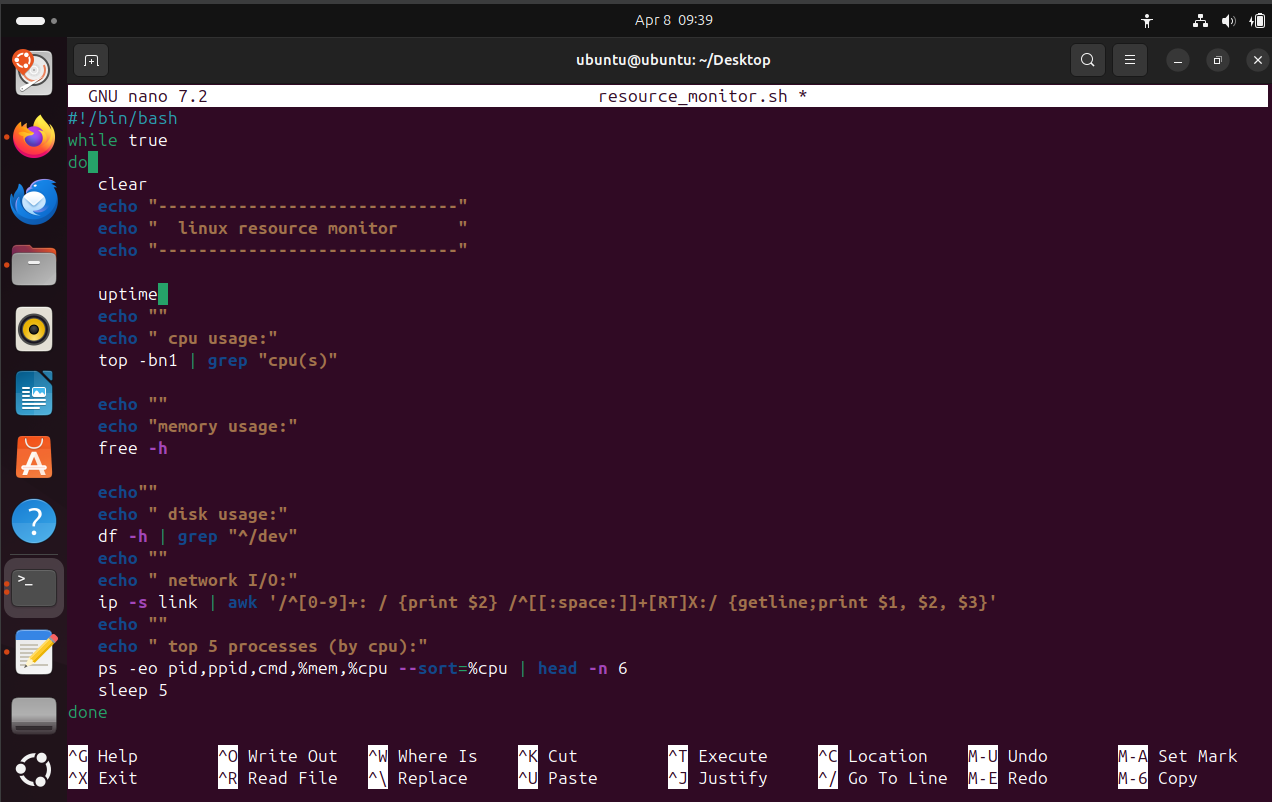 Apr 8 09:39
ubuntu@ubuntu: ~/Desktop
GNU nano 7.2 resource_monitor.sh *
#!/bin/bash
while true
do
   clear
   echo "------------------------------"
   echo "  linux resource monitor      "
   echo "------------------------------"

   uptime
   echo ""
   echo " cpu usage:"
   top -bn1 | grep "cpu(s)"

   echo ""
   echo "memory usage:"
   free -h

   echo""
   echo " disk usage:"
   df -h | grep "^/dev"
   echo ""
   echo " network I/O:"
   ip -s link | awk '/^[0-9]+: / {print $2} /^[[:space:]]+[RT]X:/ {getline;print $1, $2, $3}'
   echo ""
   echo " top 5 processes (by cpu):"
   ps -eo pid,ppid,cmd,%mem,%cpu --sort=%cpu | head -n 6
   sleep 5
done
^G Help ^O Write Out ^W Where Is ^K Cut ^T Execute ^C Location M-U Undo M-A Set Mark
^X Exit ^R Read File ^\ Replace ^U Paste ^J Justify ^/ Go To Line M-E Redo M-6 Copy